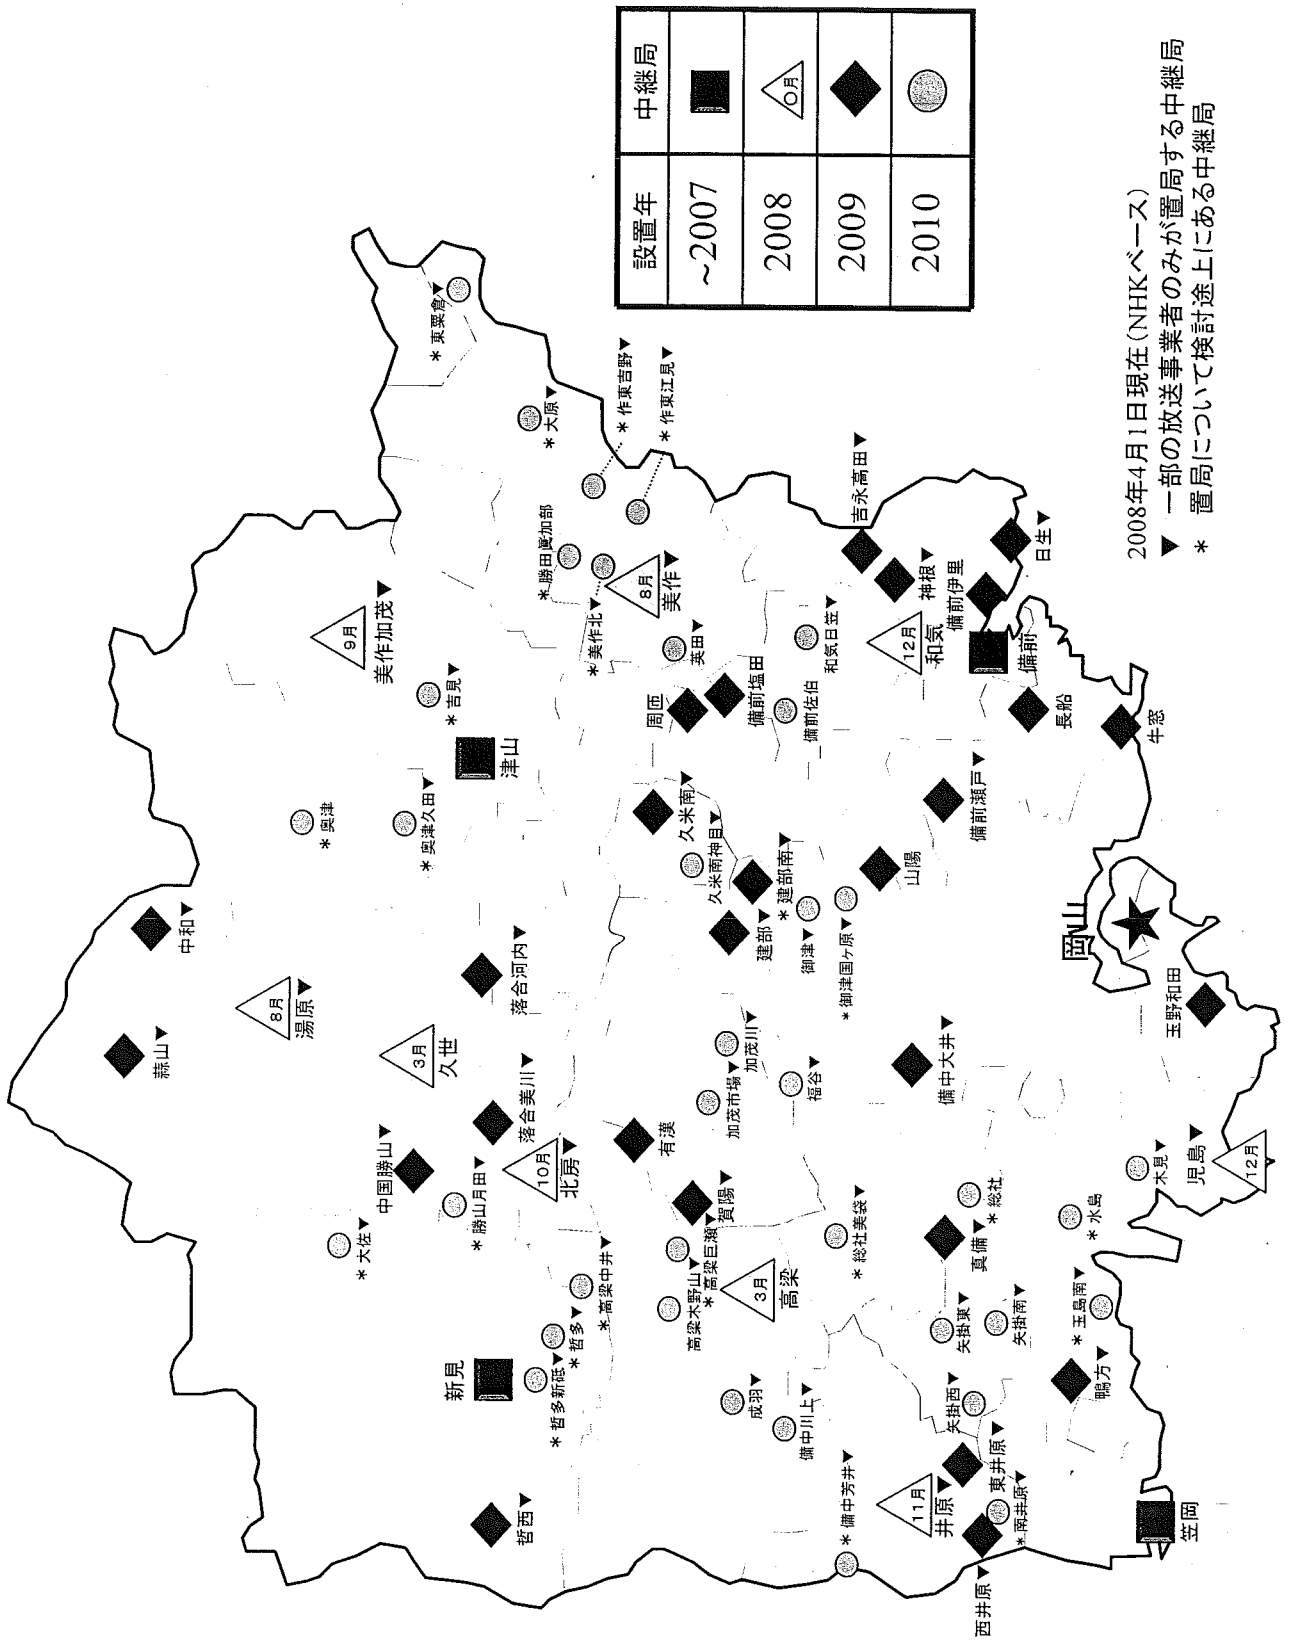 設置年 中継局
~2007
2008 〇月
2009
2010
2008年4月1日現在(NHKベース)
▼ 一部の放送事業者のみが置局する中継局
* 置局について検討途上にある中継局
蒜山▼
中和▼
8月
湯原▼
*奥津
9月
美作加茂▼
*東粟倉▼
*大佐▼
中国勝山▼
3月
久世
*奥津久田▼
*吉見▼
*大原▼
新見
*勝山月田▼
落合美川▼
落合河内▼
津山
*勝田眞加部
*作東吉野▼
哲西▼
*哲多新砥▼
*哲多▼
*高梁中井▼
10月
北房▼
*美作北▼
8月
美作▼
*作東江見▼
有漢
久米南▼
周匝
英田▼
高梁木野山▼
*高梁巨瀬▼
賀陽▼
加茂市場▼
加茂川▼
久米南神目▼
備前塩田
成羽▼
3月
高梁
建部▼
*建部南▼
備前佐伯
和気日笠▼
備中川上▼
福谷▼
御津▼
*御津国ヶ原▼
吉永高田▼
*備中芳井▼
*総社美袋▼
山陽
12月
和気
神根▼
11月
井原▼
備中大井▼
備前瀬戸▼
備前伊里
矢掛西▼
矢掛東▼
真備▼
*総社
備前
日生▼
西井原▼
東井原▼
*南井原▼
矢掛南▼
長船
鴨方▼
*玉島南▼
*水島
岡山
牛窓
笠岡
木見▼
児島▼
12月
玉野和田